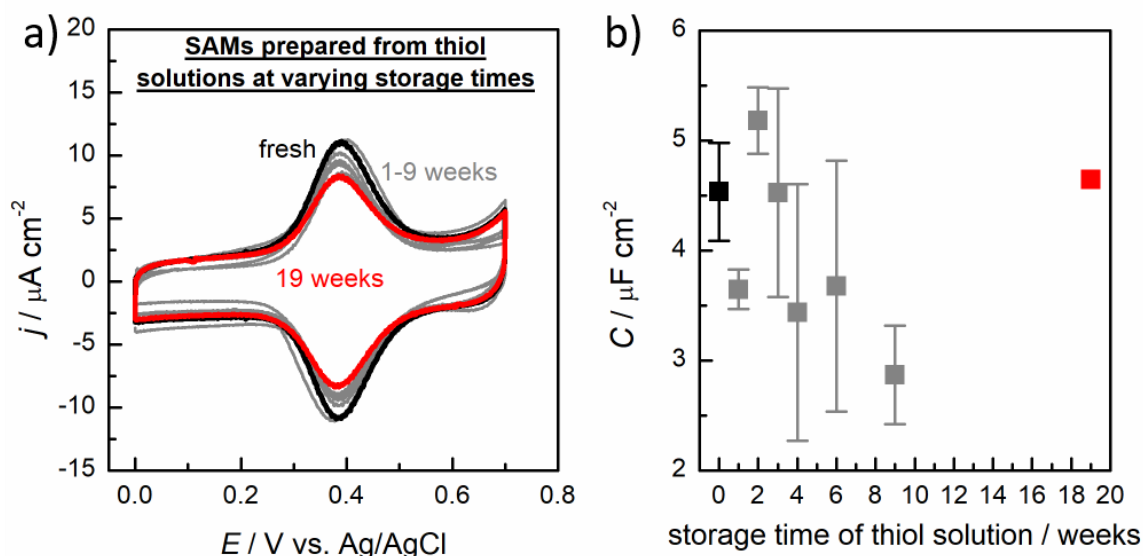 a)
SAMs prepared from thiol
solutions at varying storage times
fresh
1-9 weeks
19 weeks
20
15
10
5
0
-5
-10
-15
j / μA cm⁻²
0.0 0.2 0.4 0.6 0.8
E / V vs. Ag/AgCl
b)
6
5
4
3
2
C / μF cm⁻²
0 2 4 6 8 10 12 14 16 18 20
storage time of thiol solution / weeks